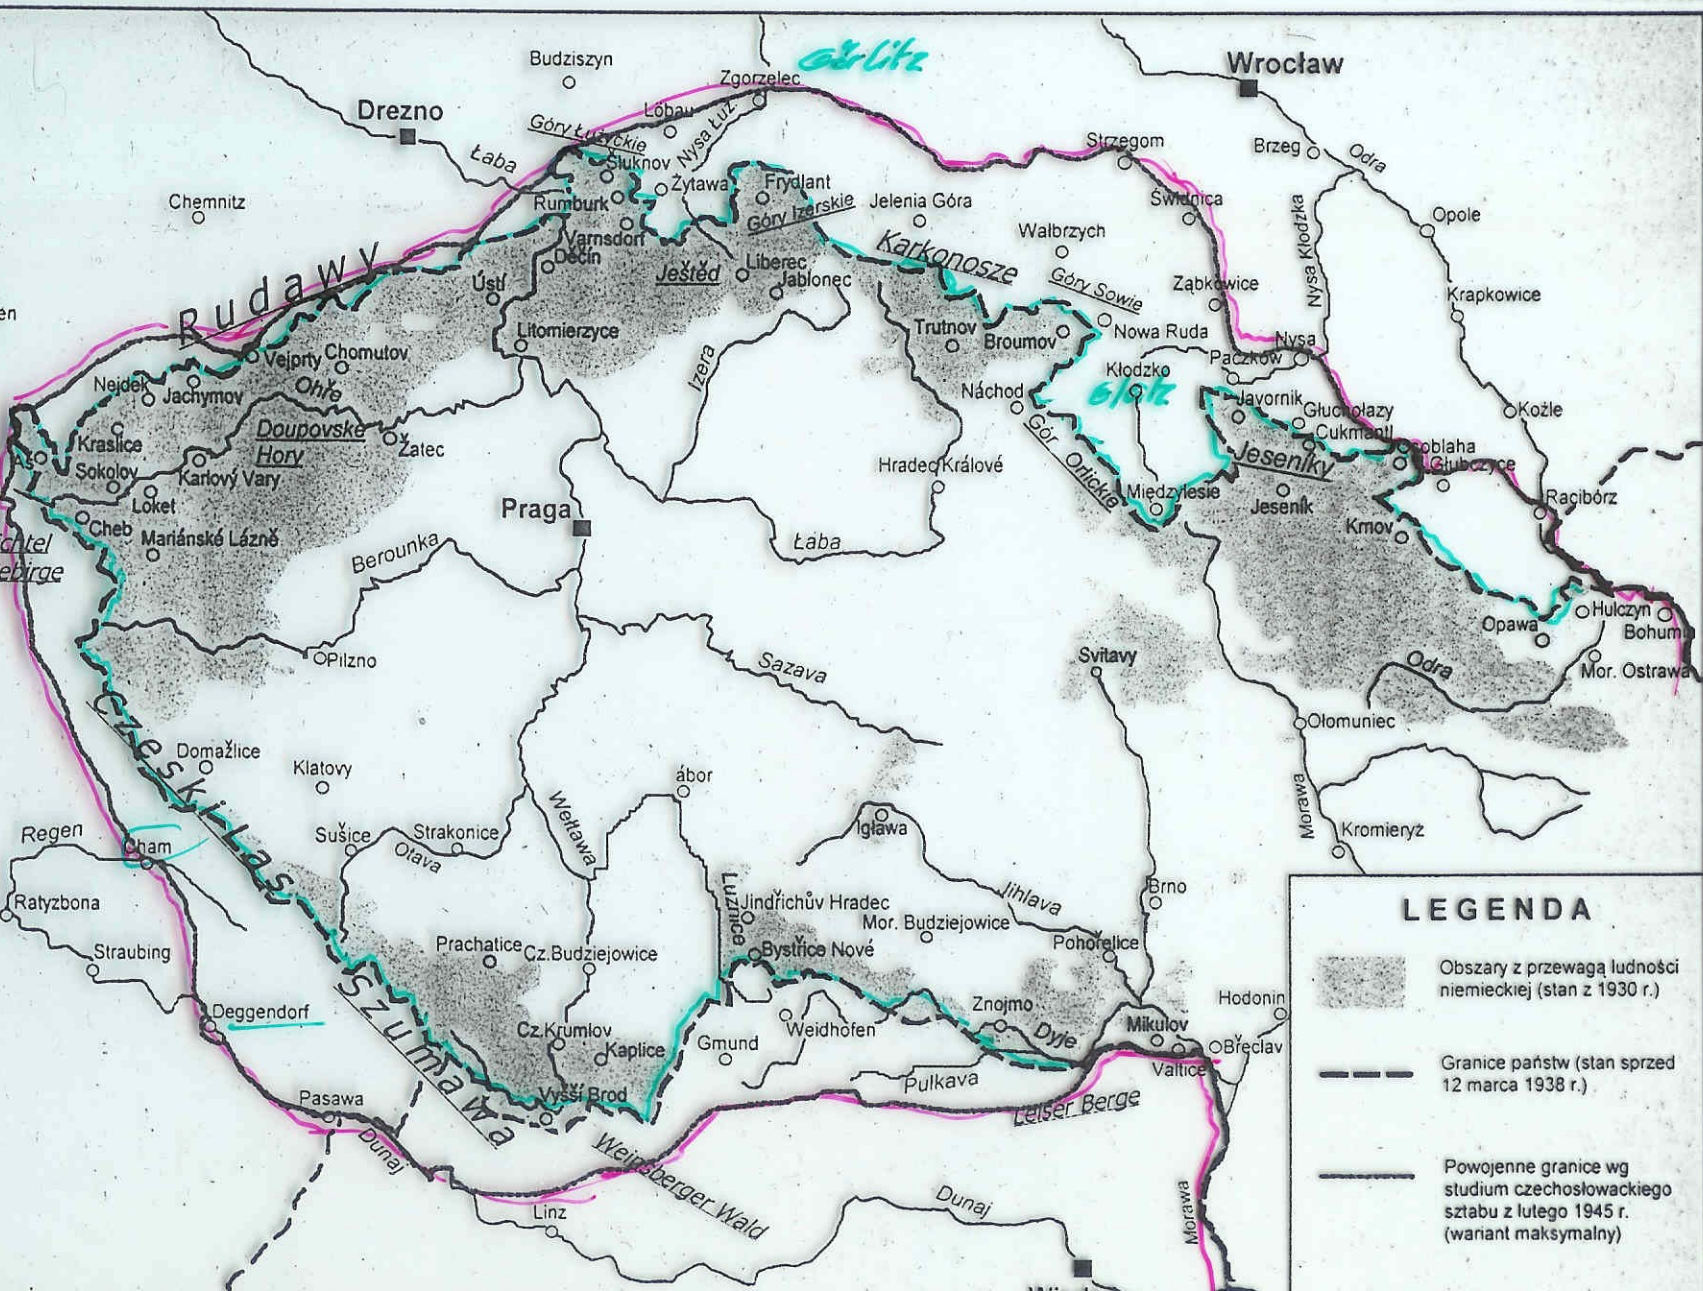 Görlitz
Budziszyn
Zgorzelec
Wrocław
Drezno
Löbau
Góry Łużyckie
Nysa Łuż.
Strzegom
Brzeg
Odra
Łaba
Šluknov
Żytawa
Frydlant
Chemnitz
Rumburk
Góry Izerskie
Jelenia Góra
Świdnica
Nysa Kłodzka
Opole
Varnsdorf
Děčín
Wałbrzych
Karkonosze
Rudawy
Ústí
Ještěd
Liberec
Jablonec
Góry Sowie
Ząbkowice
Krapkowice
Litomierzyce
Trutnov
Broumov
Nowa Ruda
Nysa
Paczków
Vejprty
Chomutov
Izera
Kłodzko
Glatz
Nejdek
Jachymov
Ohře
Náchod
Javornik
Głuchołazy
Koźle
Kraslice
Doupovske
Hory
Žatec
Gór Orlickie
Cukmantl
Osoblaha
Głubczyce
Aš
Sokolov
Karlový Vary
Hradec Králové
Jeseníky
Loket
Międzylesie
Jeseník
Racibórz
Cheb
Praga
Krnov
Mariánské Lázně
Berounka
Łaba
Hulczyn
Opawa
Bohumi
Pilzno
Sazava
Svitavy
Odra
Mor. Ostrawa
Czeski Las
Ołomuniec
Domažlice
Klatovy
ábor
Wełtawa
Morawa
Regen
Cham
Sušice
Strakonice
Otava
Igława
Kromieryż
Ratyzbona
Luznice
Jindřichův Hradec
Jihlava
Brno
Mor. Budziejowice
Straubing
Prachatice
Cz.Budziejowice
Bystřice Nové
Pohořelice
Szumawa
Deggendorf
Znojmo
Hodonin
Cz.Krumlov
Kaplice
Gmund
Weidhofen
Dyje
Mikulov
Břeclav
Valtice
Pulkava
Pasawa
Vyšší Brod
Leiser Berge
Dunaj
Weinsberger Wald
Linz
Dunaj
Morawa
LEGENDA
Obszary z przewagą ludności
niemieckiej (stan z 1930 r.)
Granice państw (stan sprzed
12 marca 1938 r.)
Powojenne granice wg
studium czechosłowackiego
sztabu z lutego 1945 r.
(wariant maksymalny)